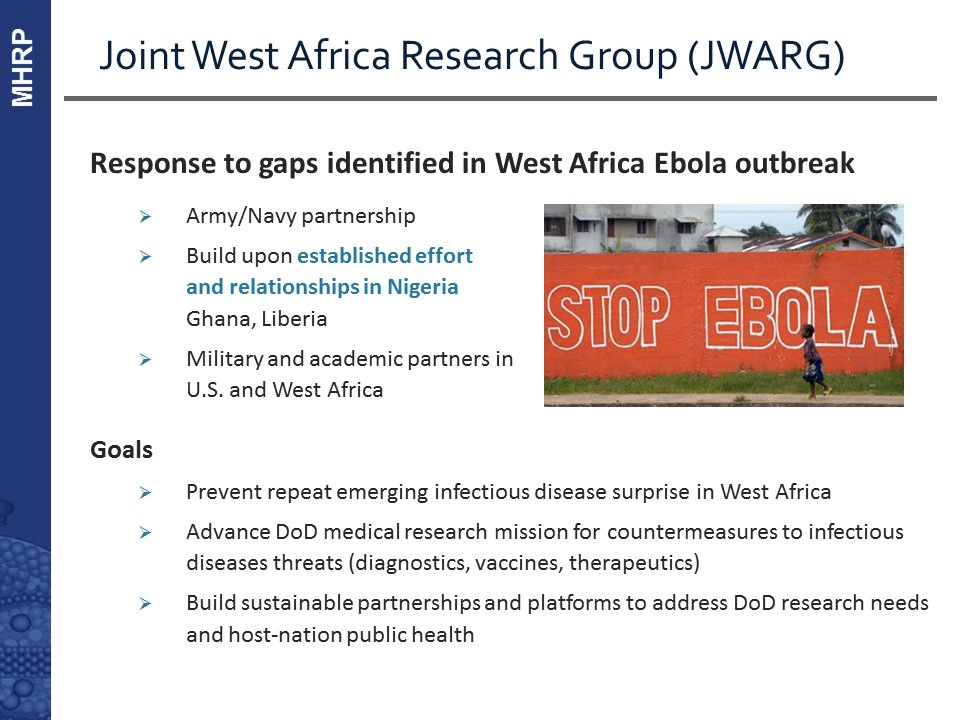 MHRP
Joint West Africa Research Group (JWARG)
Response to gaps identified in West Africa Ebola outbreak
Army/Navy partnership
Build upon established effort
and relationships in Nigeria
Ghana, Liberia
Military and academic partners in
U.S. and West Africa
STOP EBOLA
Goals
Prevent repeat emerging infectious disease surprise in West Africa
Advance DoD medical research mission for countermeasures to infectious
diseases threats (diagnostics, vaccines, therapeutics)
Build sustainable partnerships and platforms to address DoD research needs
and host-nation public health